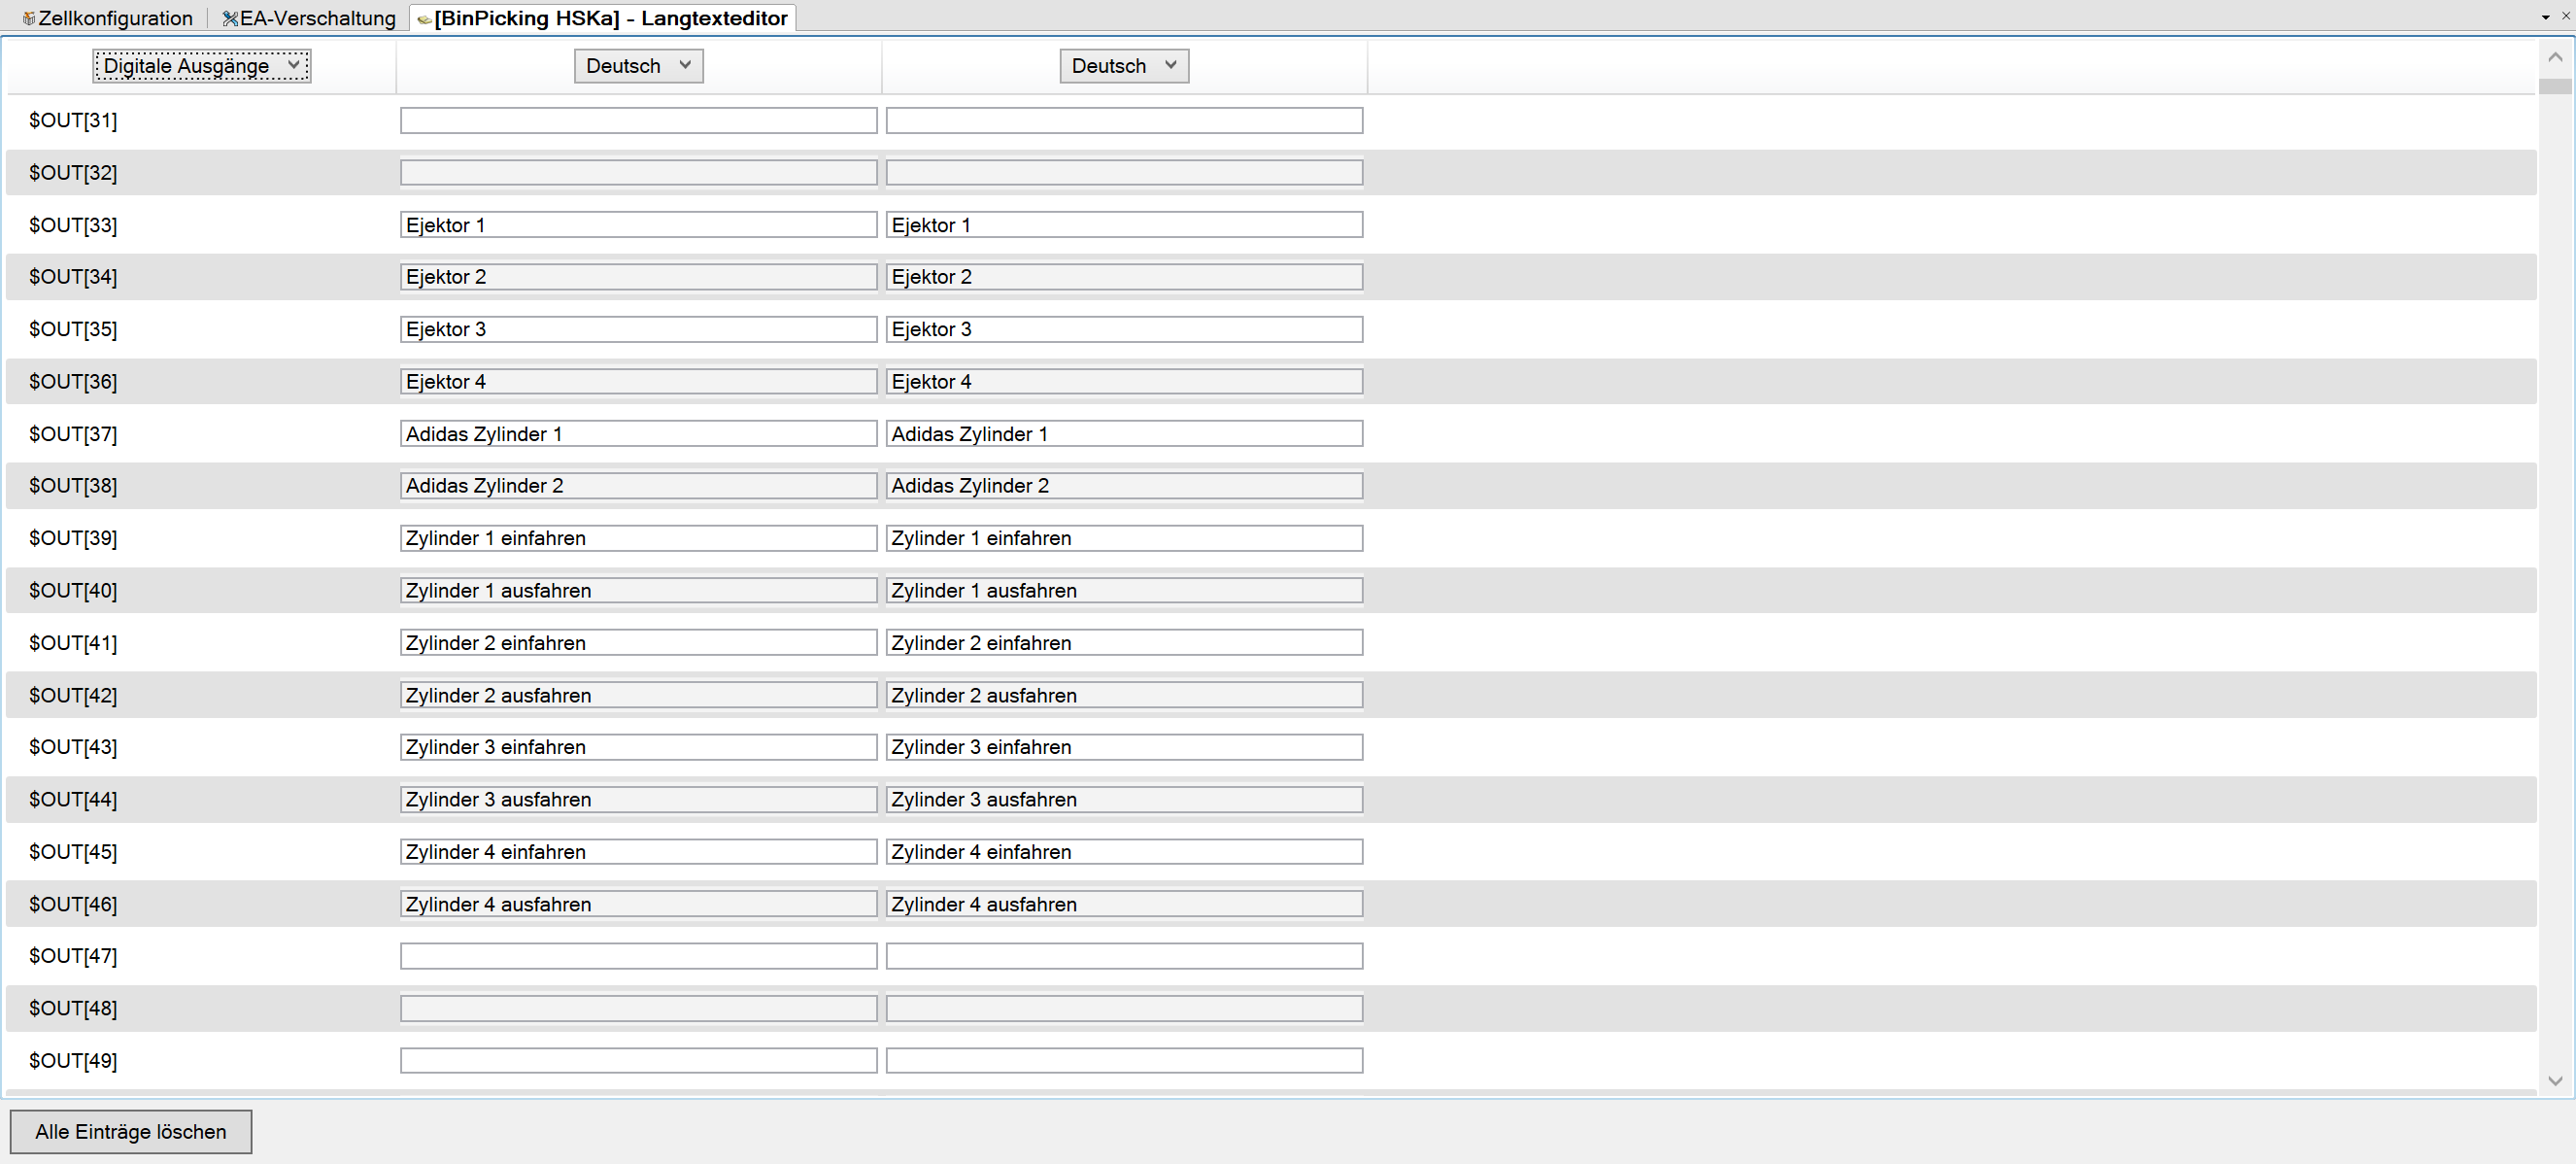 Zellkonfiguration EA-Verschaltung [BinPicking HSKa] - Langtexteditor
Digitale Ausgänge Deutsch Deutsch
$OUT[31]
$OUT[32]
$OUT[33] Ejektor 1 Ejektor 1
$OUT[34] Ejektor 2 Ejektor 2
$OUT[35] Ejektor 3 Ejektor 3
$OUT[36] Ejektor 4 Ejektor 4
$OUT[37] Adidas Zylinder 1 Adidas Zylinder 1
$OUT[38] Adidas Zylinder 2 Adidas Zylinder 2
$OUT[39] Zylinder 1 einfahren Zylinder 1 einfahren
$OUT[40] Zylinder 1 ausfahren Zylinder 1 ausfahren
$OUT[41] Zylinder 2 einfahren Zylinder 2 einfahren
$OUT[42] Zylinder 2 ausfahren Zylinder 2 ausfahren
$OUT[43] Zylinder 3 einfahren Zylinder 3 einfahren
$OUT[44] Zylinder 3 ausfahren Zylinder 3 ausfahren
$OUT[45] Zylinder 4 einfahren Zylinder 4 einfahren
$OUT[46] Zylinder 4 ausfahren Zylinder 4 ausfahren
$OUT[47]
$OUT[48]
$OUT[49]
Alle Einträge löschen